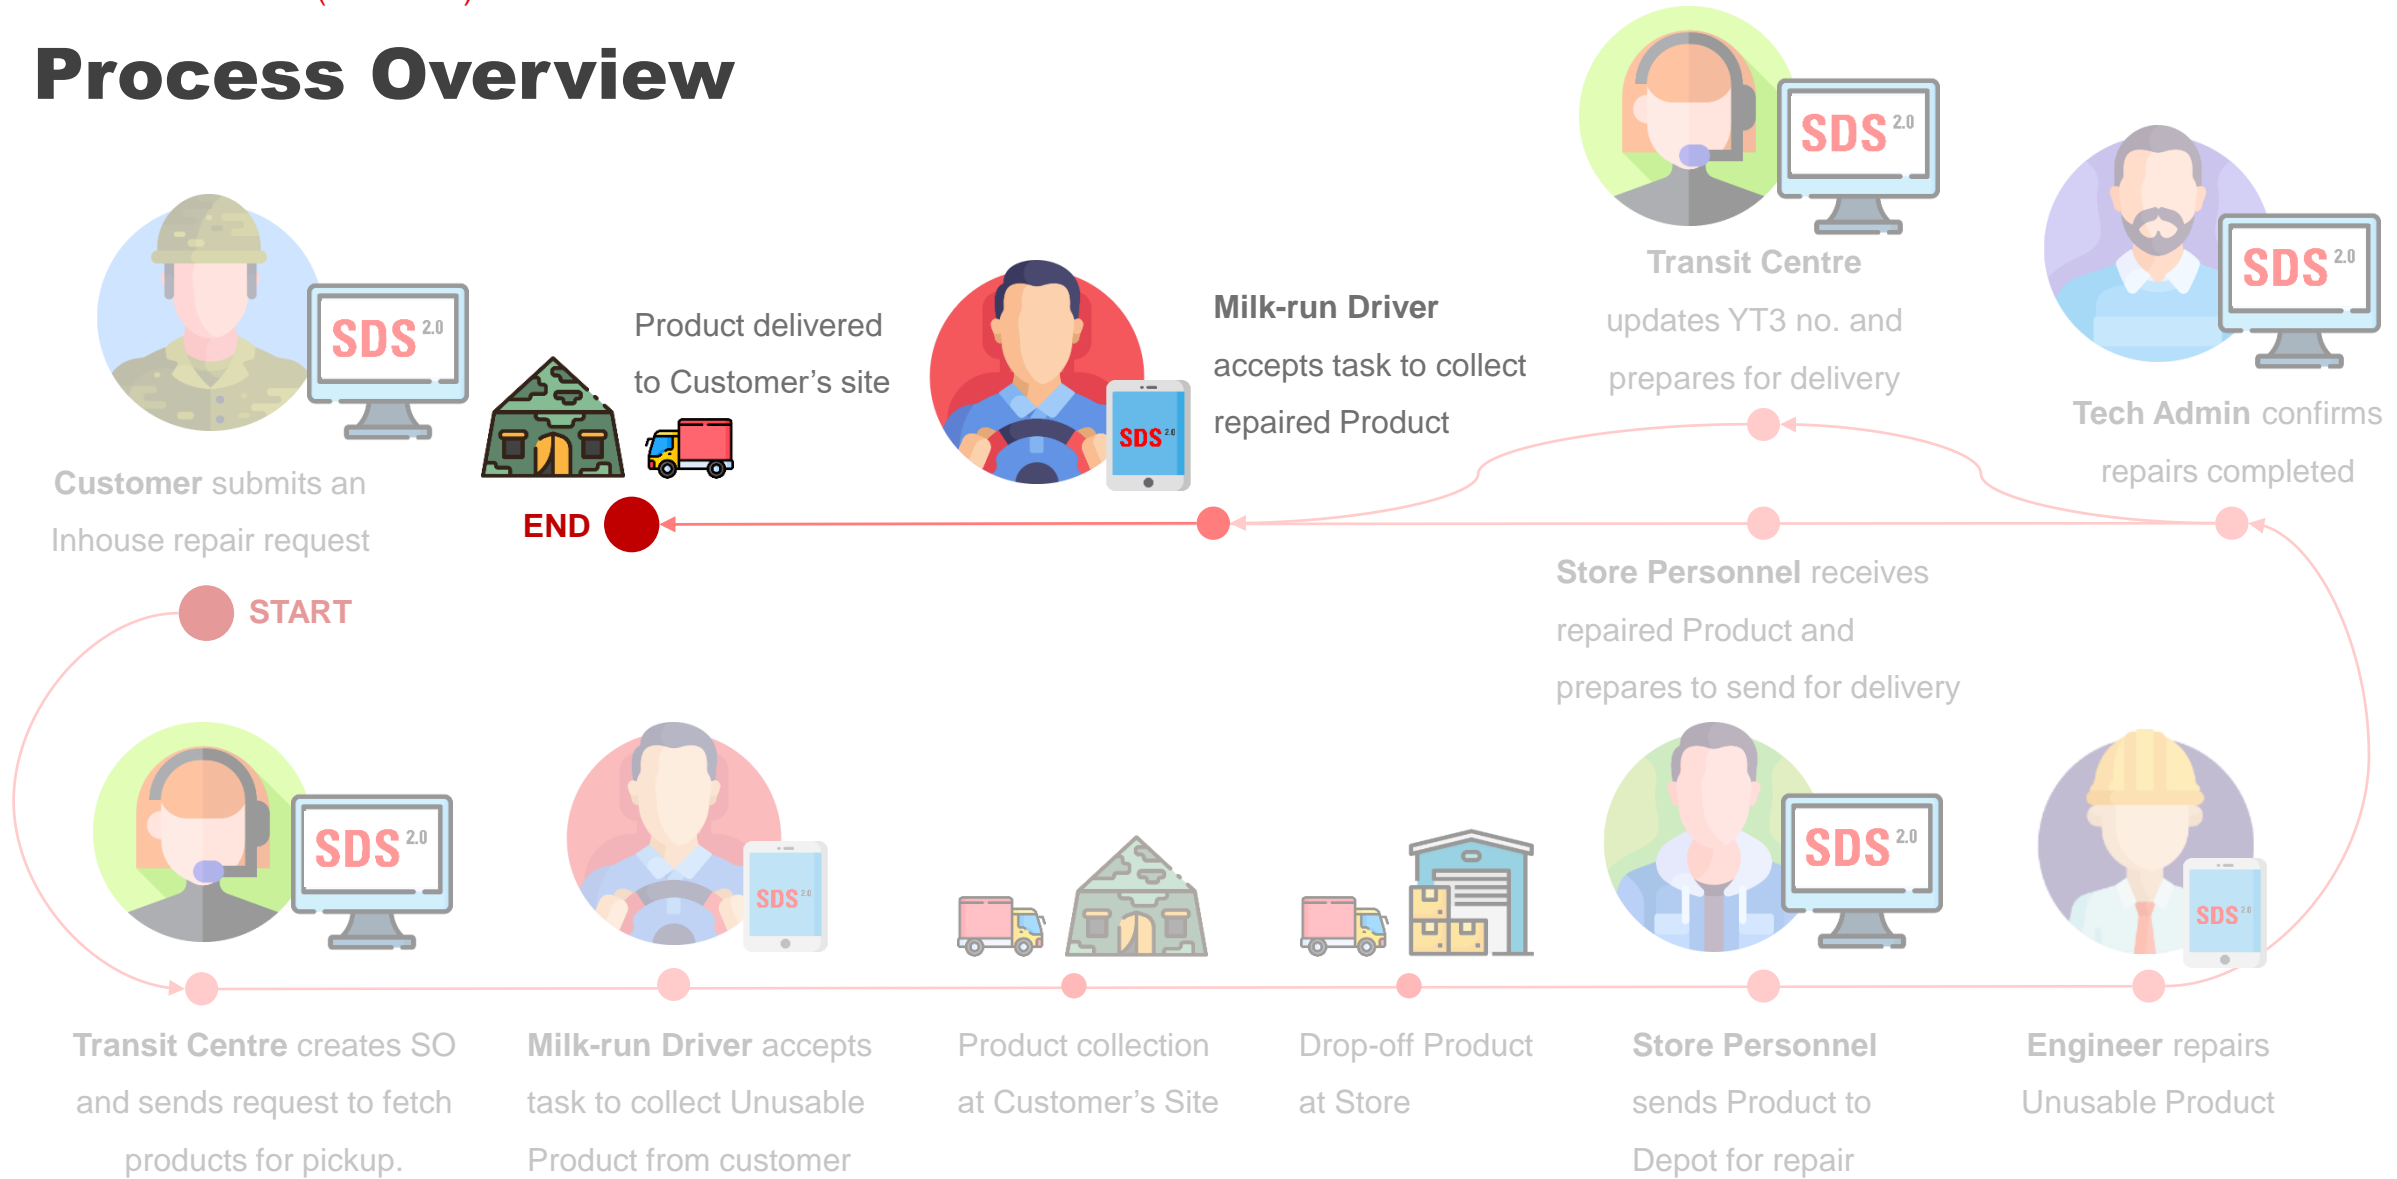 Process Overview
SDS 2.0
Customer submits an
Inhouse repair request
START
Transit Centre creates SO
and sends request to fetch
products for pickup.
SDS 2.0
Milk-run Driver accepts
task to collect Unusable
Product from customer
SDS 2.0
Product collection
at Customer’s Site
Drop-off Product
at Store
Store Personnel
sends Product to
Depot for repair
SDS 2.0
Engineer repairs
Unusable Product
SDS 2.0
Tech Admin confirms
repairs completed
SDS 2.0
Transit Centre
updates YT3 no. and
prepares for delivery
SDS 2.0
Store Personnel receives
repaired Product and
prepares to send for delivery
Milk-run Driver
accepts task to collect
repaired Product
SDS 2.0
Product delivered
to Customer’s site
END